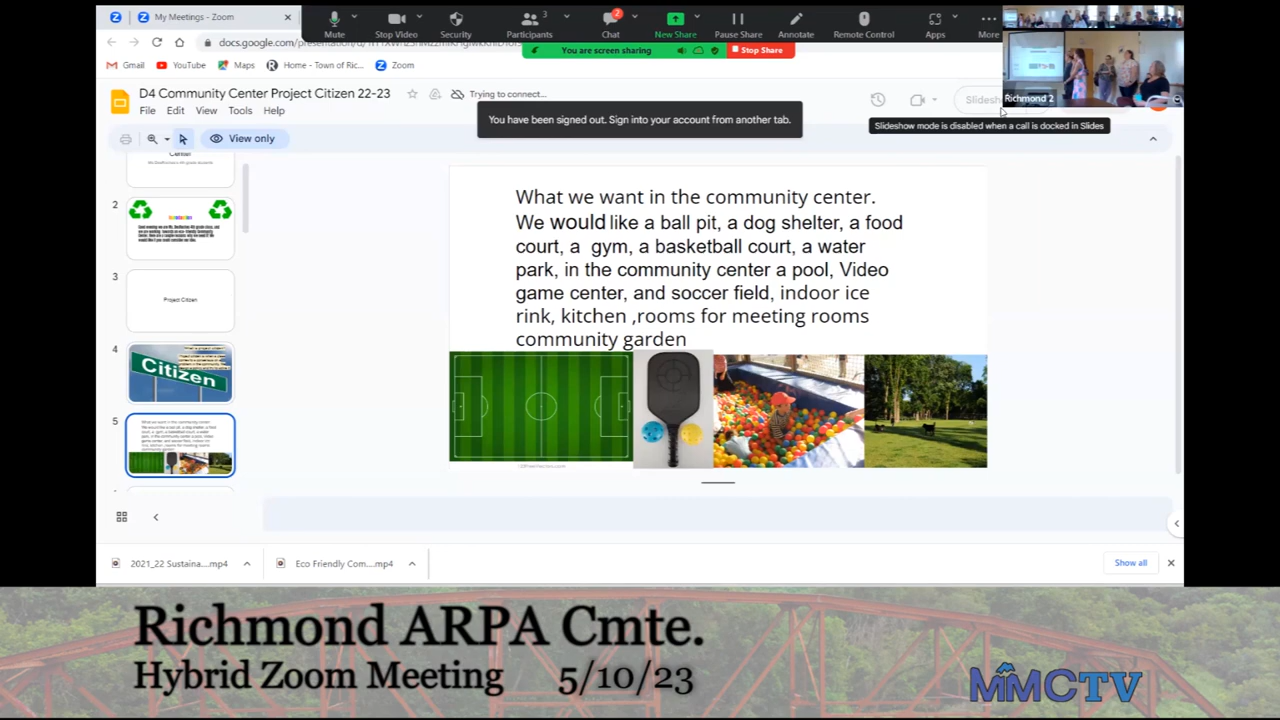 My Meetings - Zoom
Mute
Stop Video
Security
Participants
3
Chat
2
New Share
Pause Share
Annotate
Remote Control
Apps
More
You are screen sharing
Stop Share
Gmail
YouTube
Maps
Home - Town of Ric...
Zoom
D4 Community Center Project Citizen 22-23
Trying to connect...
File Edit View Tools Help
You have been signed out. Sign into your account from another tab.
Richmond 2
Slideshow mode is disabled when a call is docked in Slides
View only
Center
2
3
Project Citizen
4
Citizen
5
What we want in the community center.
We would like a ball pit, a dog shelter, a food
court, a gym, a basketball court, a water
park, in the community center a pool, Video
game center, and soccer field, indoor ice
rink, kitchen ,rooms for meeting rooms
community garden
2021_22 Sustaina....mp4
Eco Friendly Com....mp4
Show all
Richmond ARPA Cmte.
Hybrid Zoom Meeting 5/10/23
MMCTV